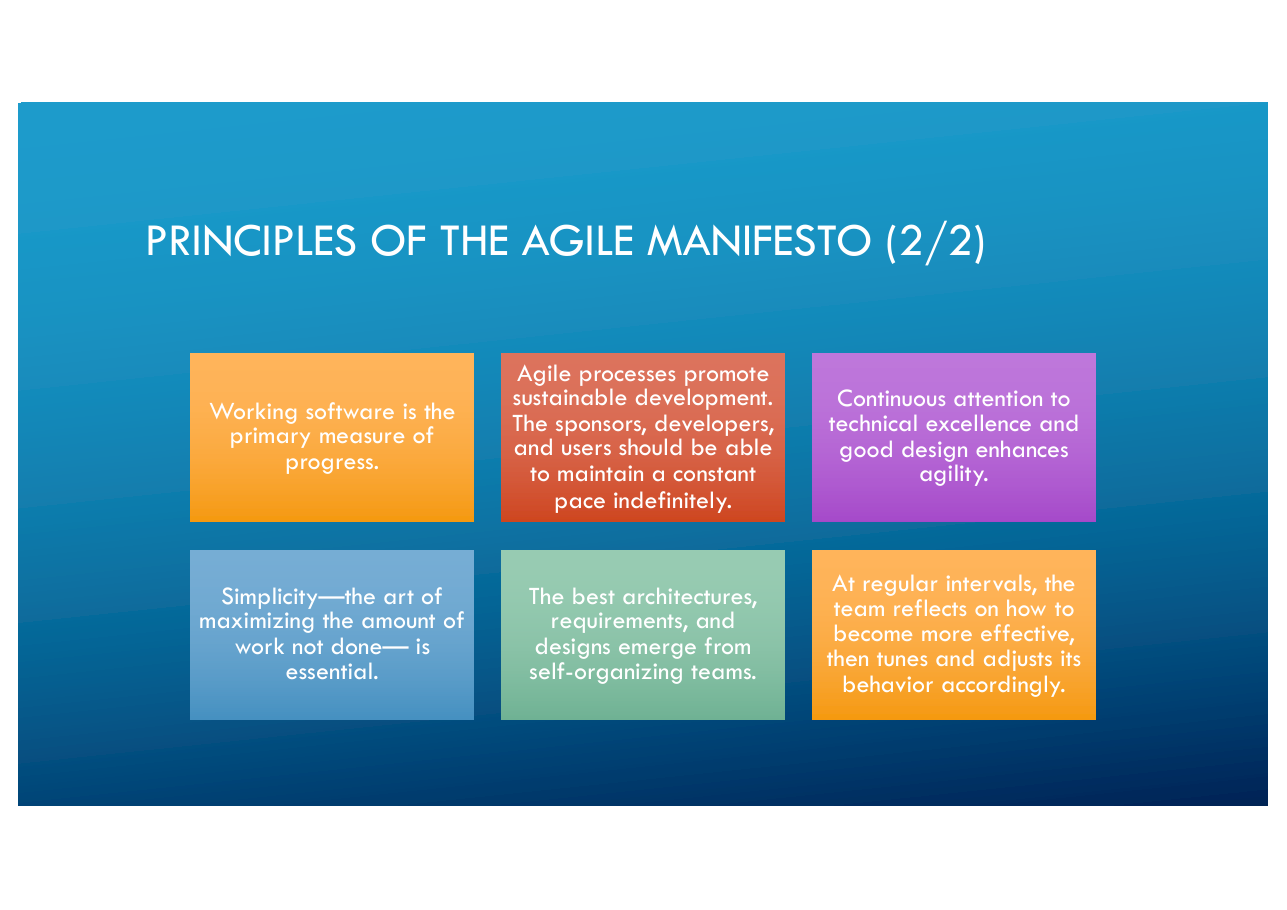 PRINCIPLES OF THE AGILE MANIFESTO (2/2)
Working software is the
primary measure of
progress.
Agile processes promote
sustainable development.
The sponsors, developers,
and users should be able
to maintain a constant
pace indefinitely.
Continuous attention to
technical excellence and
good design enhances
agility.
Simplicity—the art of
maximizing the amount of
work not done— is
essential.
The best architectures,
requirements, and
designs emerge from
self-organizing teams.
At regular intervals, the
team reflects on how to
become more effective,
then tunes and adjusts its
behavior accordingly.